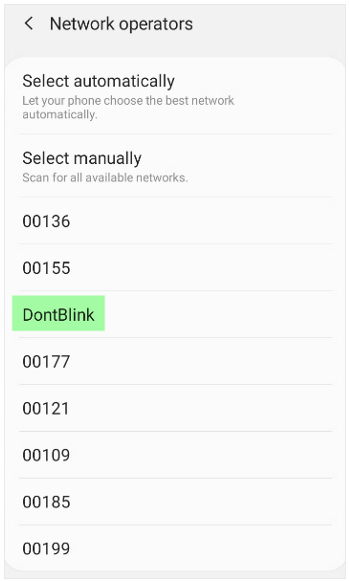 Network operators
Select automatically
Let your phone choose the best network
automatically.
Select manually
Scan for all available networks.
00136
00155
DontBlink
00177
00121
00109
00185
00199